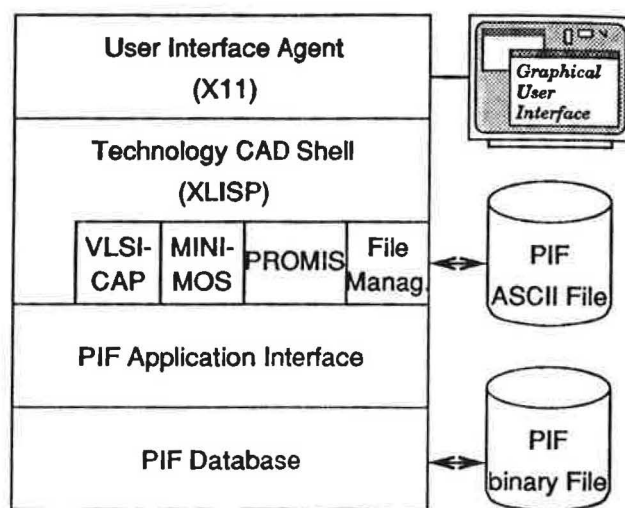 User Interface Agent
(X11)
Graphical
User
Interface
Technology CAD Shell
(XLISP)
VLSI-
CAP
MINI-
MOS
PROMIS
File
Manag.
PIF
ASCII File
PIF Application Interface
PIF Database
PIF
binary File